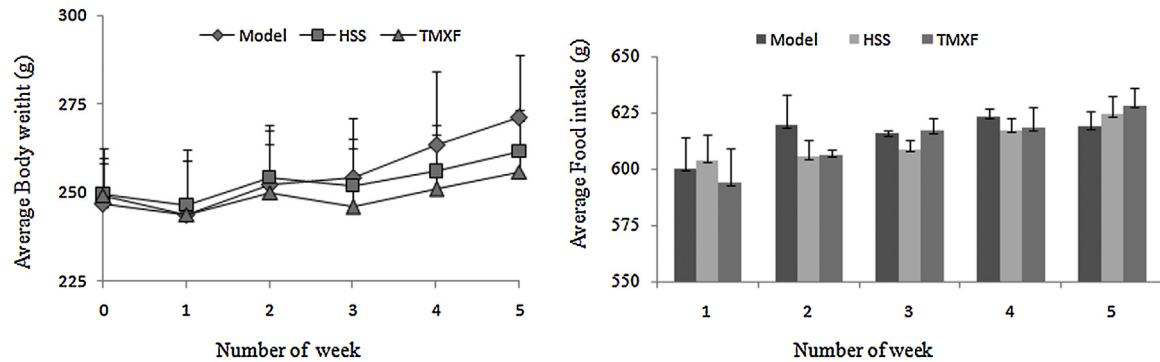 300
275
250
225
Average Body weitht (g)
Model HSS TMXF
0 1 2 3 4 5
Number of week
650
625
600
575
550
Average Food intake (g)
Model HSS TMXF
1 2 3 4 5
Number of week